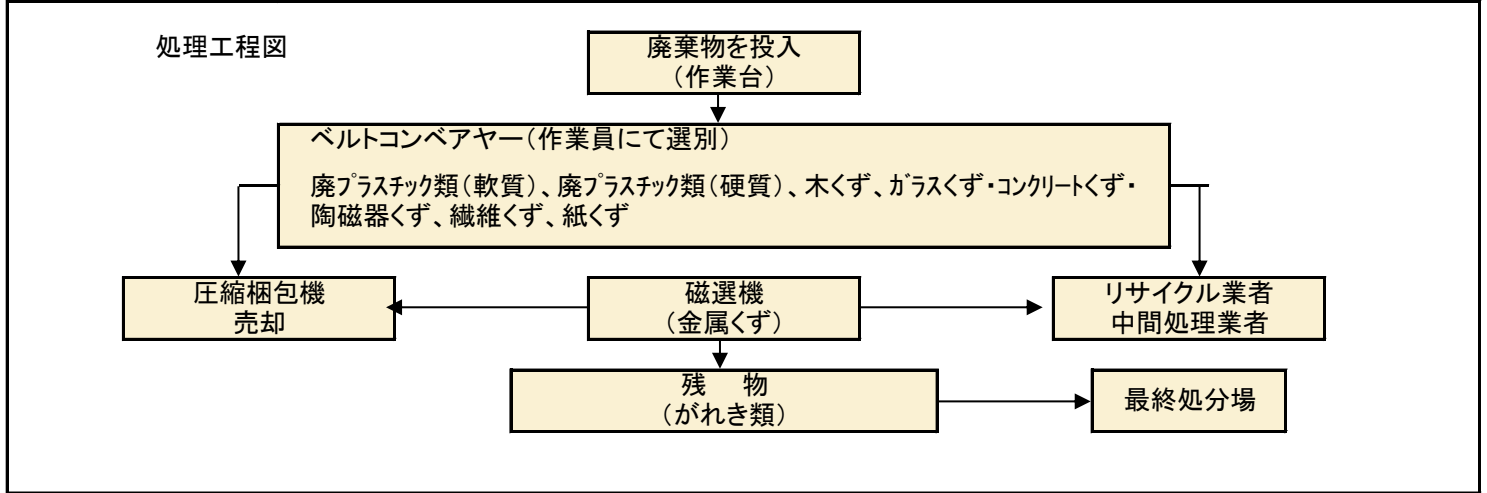 処理工程図
廃棄物を投入
（作業台）
ベルトコンベアヤー（作業員にて選別）
廃ﾌﾟﾗｽﾁｯｸ類（軟質）、廃ﾌﾟﾗｽﾁｯｸ類（硬質）、木くず、ｶﾞﾗｽくず・ｺﾝｸﾘｰﾄくず・
陶磁器くず、繊維くず、紙くず
圧縮梱包機
売却
磁選機
（金属くず）
リサイクル業者
中間処理業者
残　物
（がれき類）
最終処分場